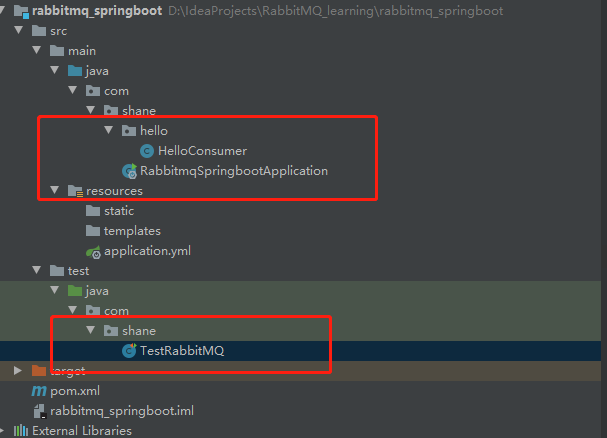 rabbitmq_springboot D:\IdeaProjects\RabbitMQ_learning\rabbitmq_springboot
src
main
java
com
shane
hello
HelloConsumer
RabbitmqSpringbootApplication
resources
static
templates
application.yml
test
java
com
shane
TestRabbitMQ
target
pom.xml
rabbitmq_springboot.iml
External Libraries